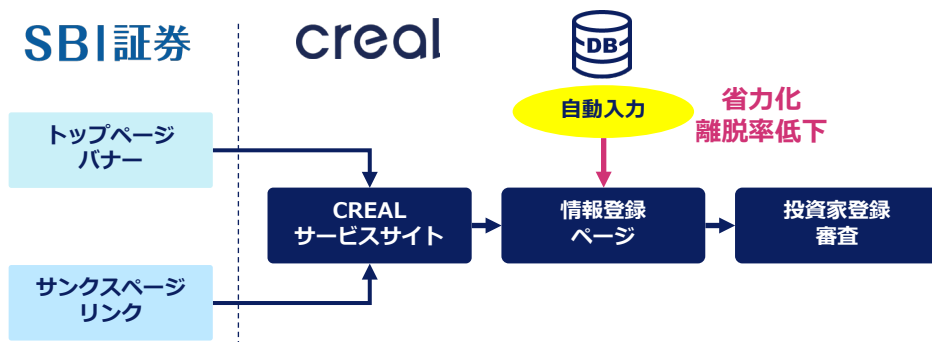 SBI証券
creal
DB
自動入力
省力化
離脱率低下
トップページ
バナー
CREAL
サービスサイト
情報登録
ページ
投資家登録
審査
サンクスページ
リンク